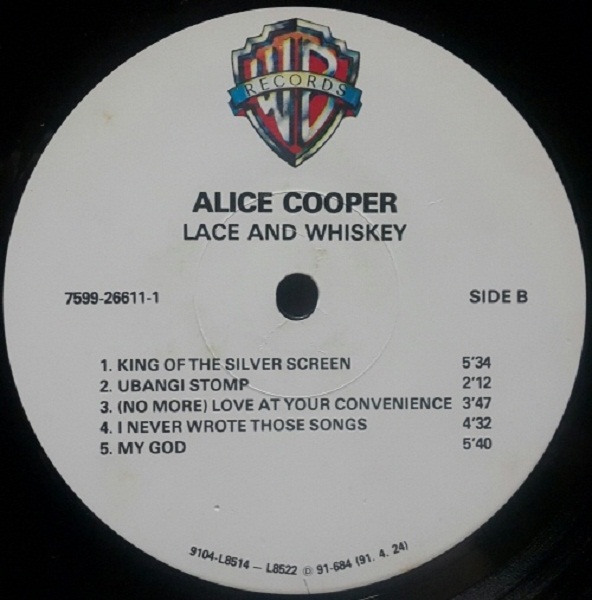 WB
RECORDS
ALICE COOPER
LACE AND WHISKEY
7599-26611-1 SIDE B
1. KING OF THE SILVER SCREEN 5'34
2. UBANGI STOMP 2'12
3. (NO MORE) LOVE AT YOUR CONVENIENCE 3'47
4. I NEVER WROTE THOSE SONGS 4'32
5. MY GOD 5'40
9104-L8514 — L8522 ⓟ 91-684 (91. 4. 24)